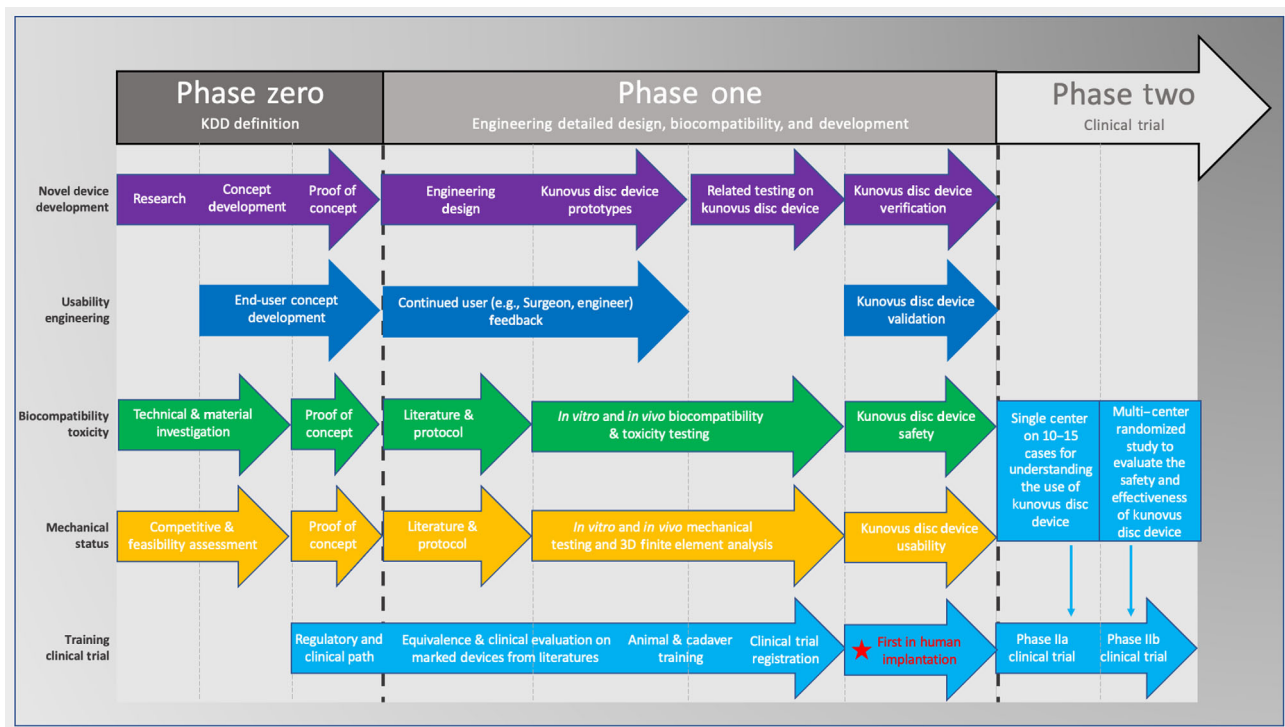 Phase zero
KDD definition
Phase one
Engineering detailed design, biocompatibility, and development
Phase two
Clinical trial
Novel device
development
Research
Concept
development
Proof of
concept
Engineering
design
Kunovus disc device
prototypes
Related testing on
kunovus disc device
Kunovus disc device
verification
Usability
engineering
End-user concept
development
Continued user (e.g., Surgeon, engineer)
feedback
Kunovus disc device
validation
Biocompatibility
toxicity
Technical & material
investigation
Proof of
concept
Literature &
protocol
In vitro and in vivo biocompatibility
& toxicity testing
Kunovus disc device
safety
Single center
on 10–15
cases for
understanding
the use of
kunovus disc
device
Multi–center
randomized
study to
evaluate the
safety and
effectiveness
of kunovus
disc device
Mechanical
status
Competitive &
feasibility assessment
Proof of
concept
Literature &
protocol
In vitro and in vivo mechanical
testing and 3D finite element analysis
Kunovus disc device
usability
Training
clinical trial
Regulatory and
clinical path
Equivalence & clinical evaluation on
marked devices from literatures
Animal & cadaver
training
Clinical trial
registration
First in human
implantation
Phase IIa
clinical trial
Phase IIb
clinical trial